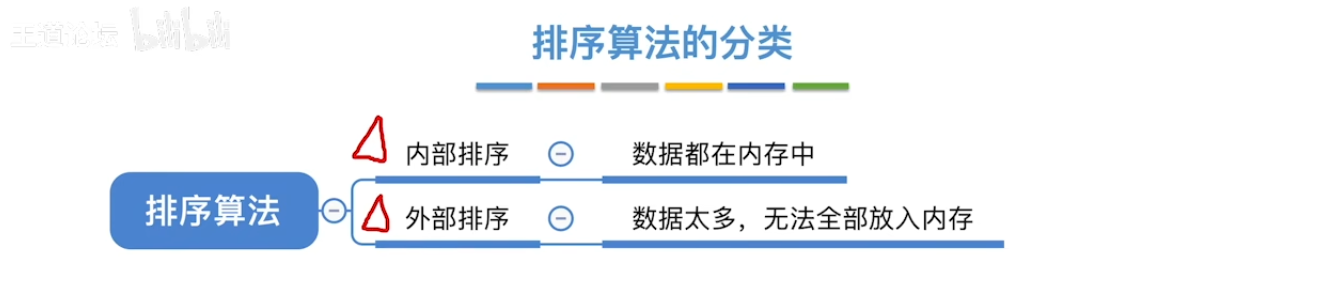 王道论坛 bilibili
排序算法的分类
内部排序 数据都在内存中
排序算法
外部排序 数据太多，无法全部放入内存